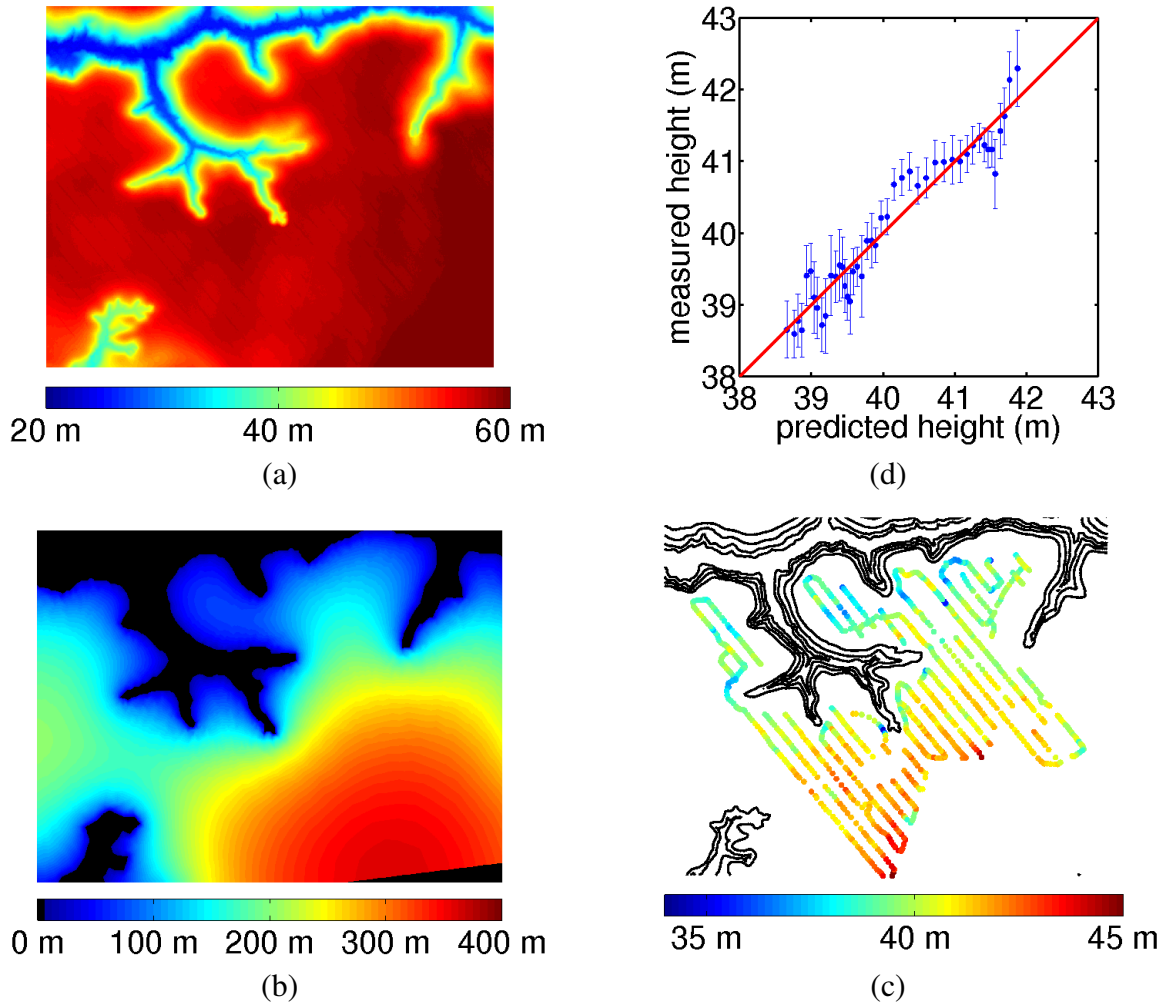 20 m 40 m 60 m
(a)
43
42
41
40
39
38
measured height (m)
38 39 40 41 42 43
predicted height (m)
(d)
0 m 100 m 200 m 300 m 400 m
(b)
35 m 40 m 45 m
(c)